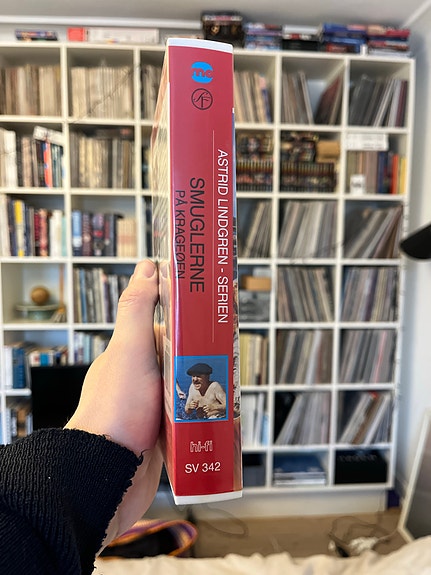 ASTRID LINDGREN - SERIEN
SMUGLERNE
PÅ KRAGEØEN
hi-fi
SV 342